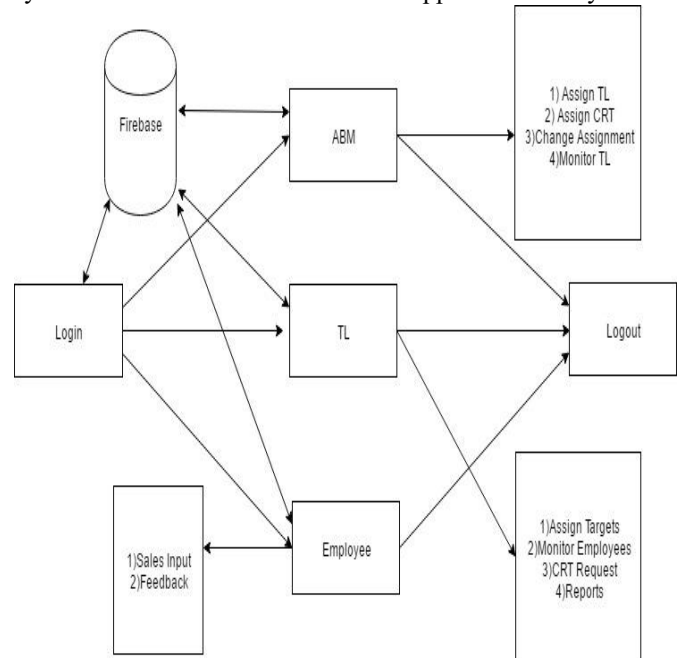 Firebase
ABM
1) Assign TL
2) Assign CRT
3)Change Assignment
4)Monitor TL
Login
TL
Logout
1)Sales Input
2)Feedback
Employee
1)Assign Targets
2)Monitor Employees
3)CRT Request
4)Reports